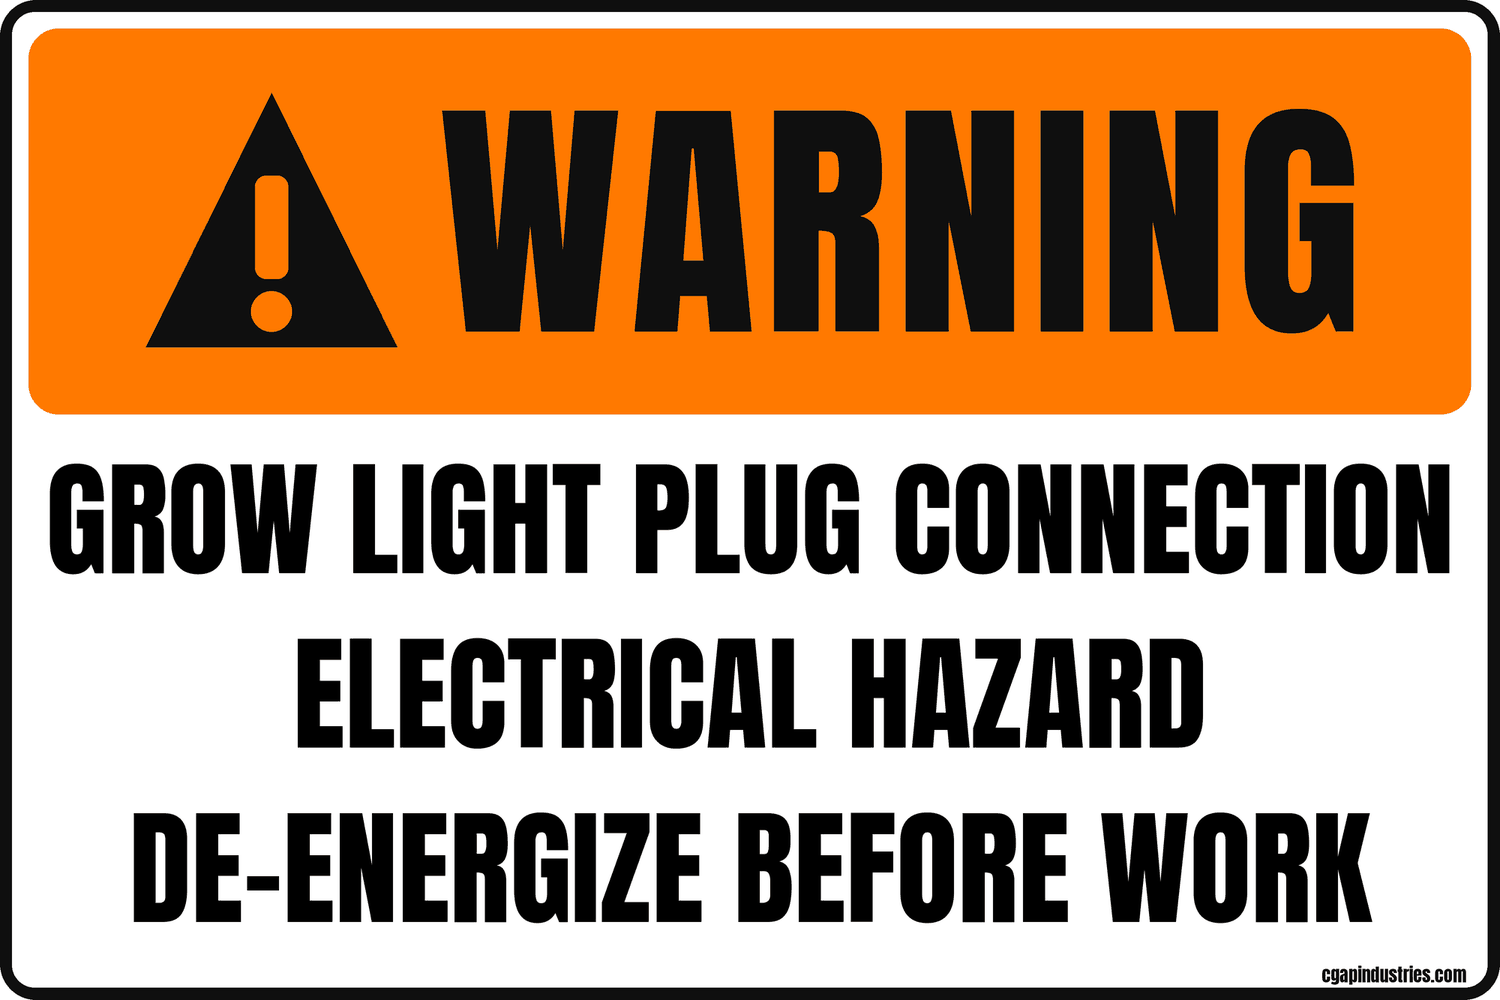 WARNING
GROW LIGHT PLUG CONNECTION
ELECTRICAL HAZARD
DE-ENERGIZE BEFORE WORK
cgapindustries.com